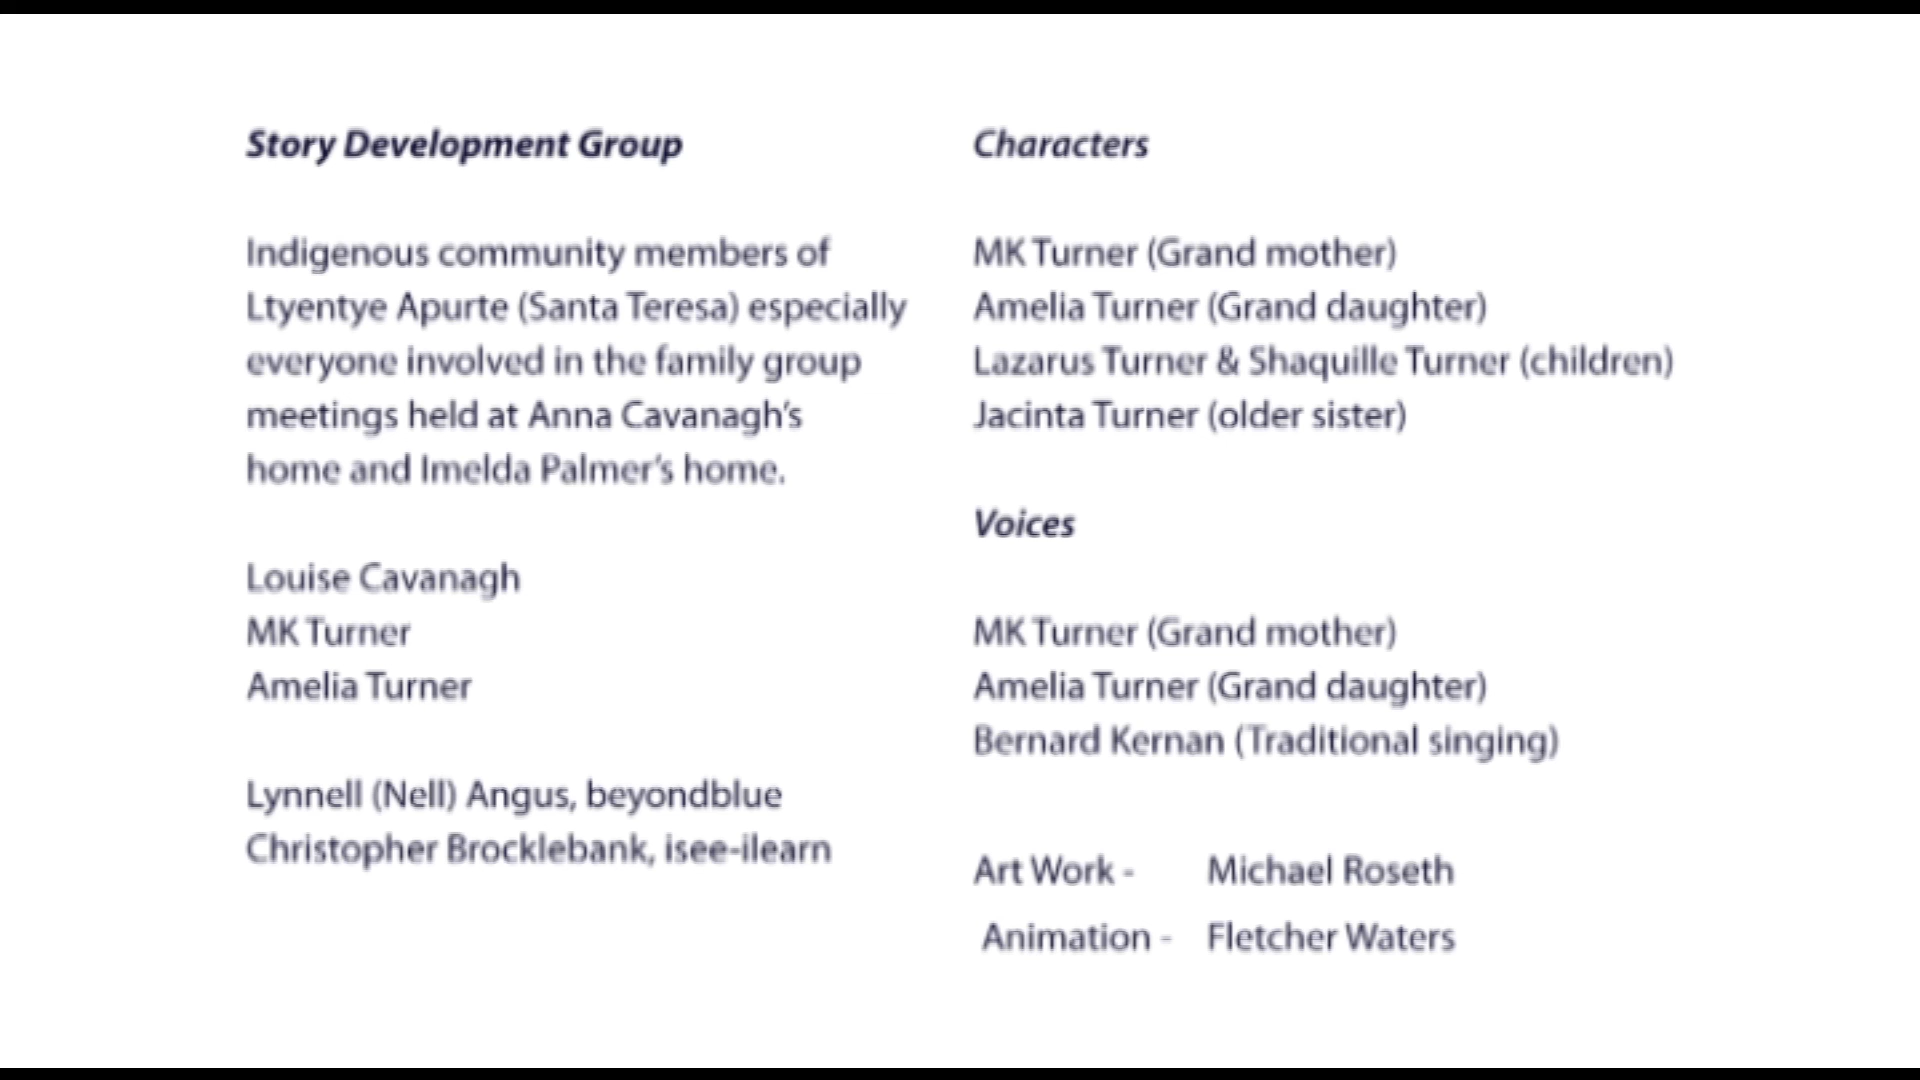 Story Development Group
Indigenous community members of
Ltyentye Apurte (Santa Teresa) especially
everyone involved in the family group
meetings held at Anna Cavanagh's
home and Imelda Palmer's home.
Louise Cavanagh
MK Turner
Amelia Turner
Lynnell (Nell) Angus, beyondblue
Christopher Brocklebank, isee-ilearn
Characters
MK Turner (Grand mother)
Amelia Turner (Grand daughter)
Lazarus Turner & Shaquille Turner (children)
Jacinta Turner (older sister)
Voices
MK Turner (Grand mother)
Amelia Turner (Grand daughter)
Bernard Kernan (Traditional singing)
Art Work - Michael Roseth
Animation - Fletcher Waters